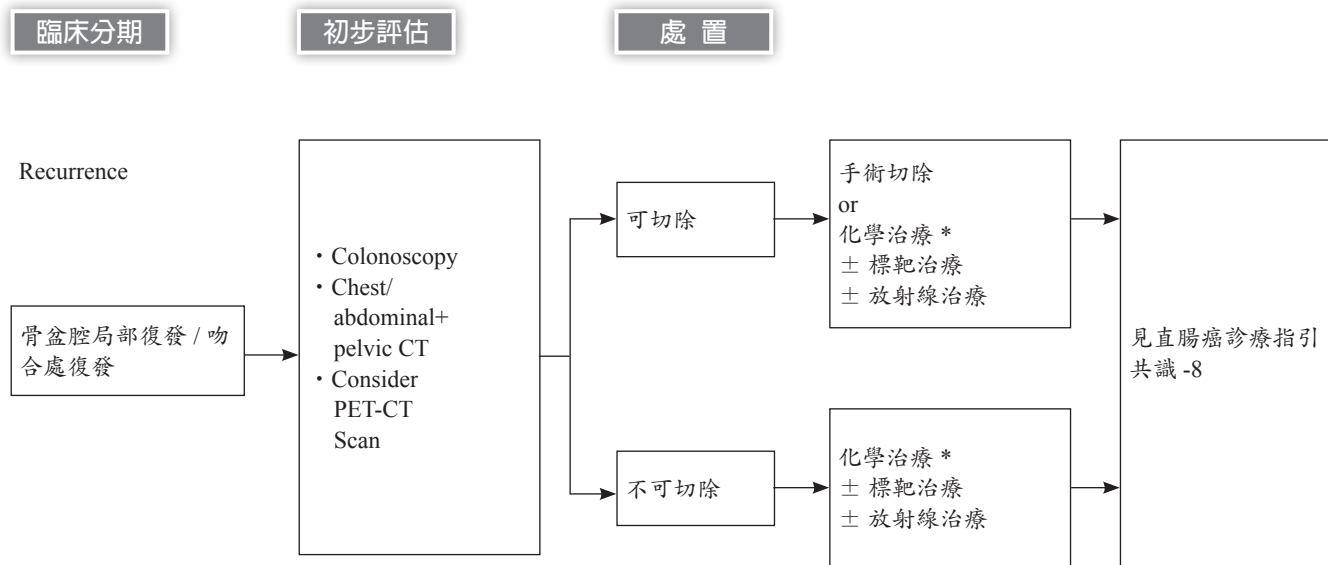 臨床分期
初步評估
處 置
Recurrence
骨盆腔局部復發 / 吻
合處復發
・Colonoscopy
・Chest/
abdominal+
pelvic CT
・Consider
PET-CT
Scan
可切除
手術切除
or
化學治療 *
± 標靶治療
± 放射線治療
不可切除
化學治療 *
± 標靶治療
± 放射線治療
見直腸癌診療指引
共識 -8